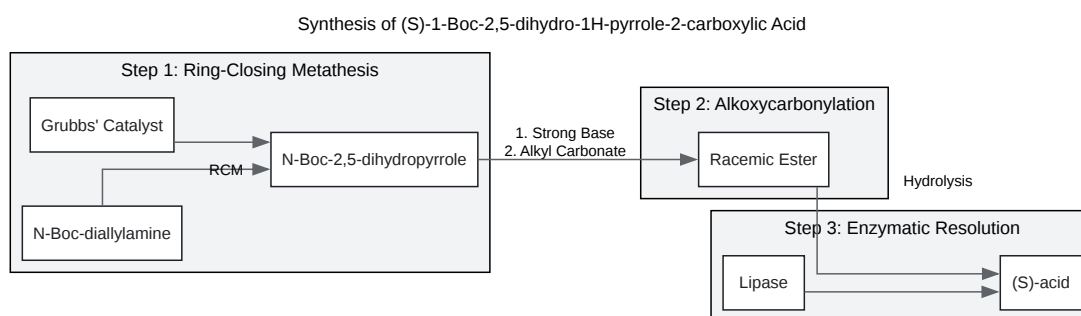 Synthesis of (S)-1-Boc-2,5-dihydro-1H-pyrrole-2-carboxylic Acid
Step 1: Ring-Closing Metathesis
Grubbs' Catalyst
N-Boc-2,5-dihydropyrrole
RCM
N-Boc-diallylamine
1. Strong Base
2. Alkyl Carbonate
Step 2: Alkoxycarbonylation
Racemic Ester
Hydrolysis
Step 3: Enzymatic Resolution
Lipase
(S)-acid